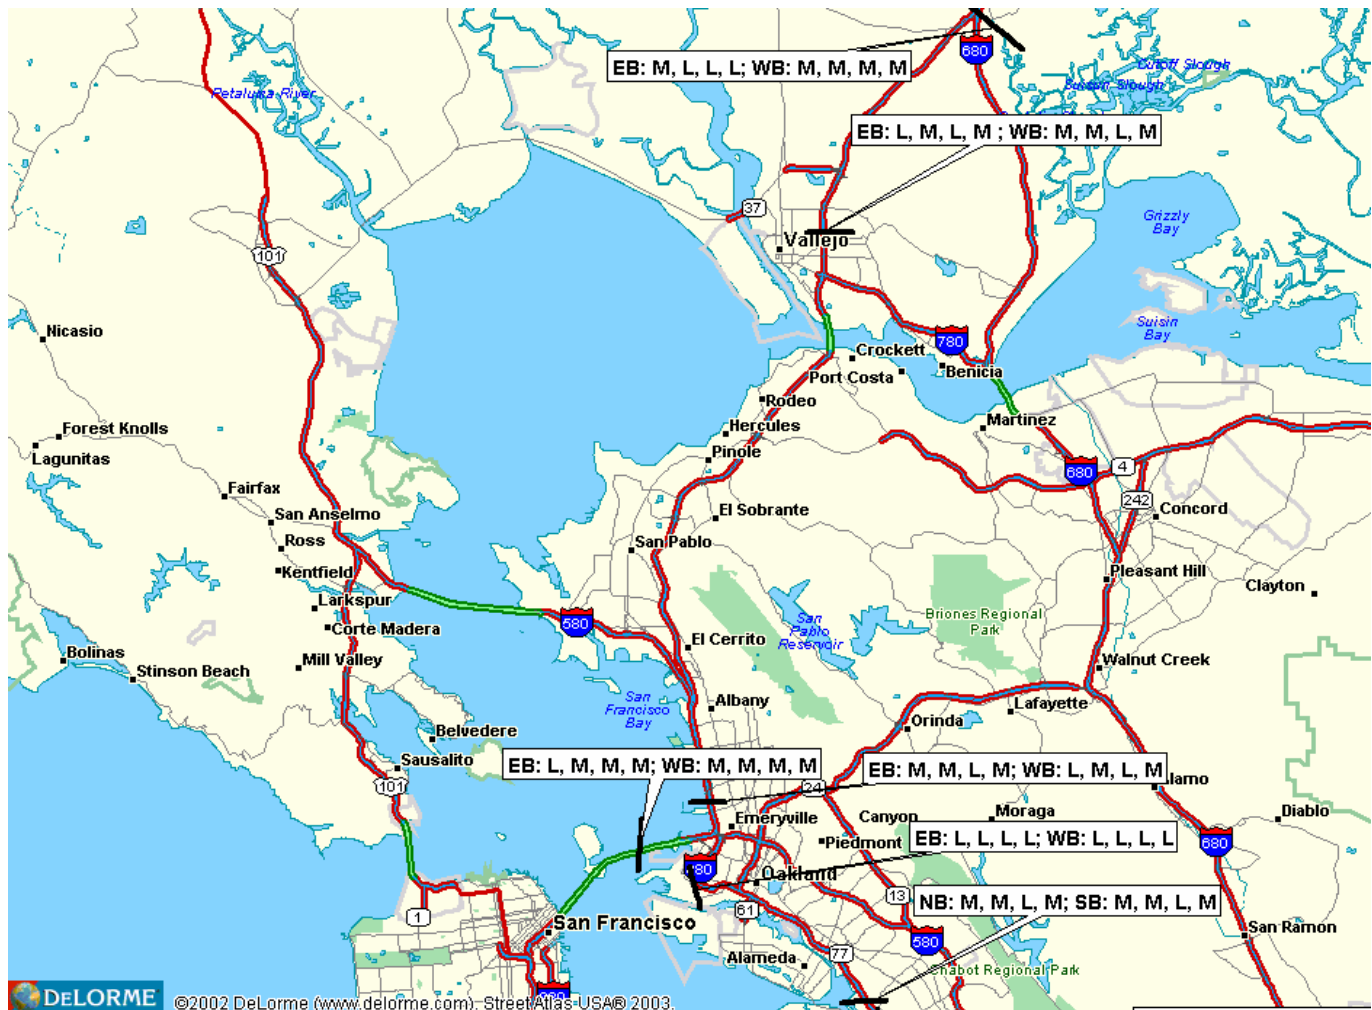 680
EB: M, L, L, L; WB: M, M, M, M
Cutoff Slough
Suisun Slough
Petaluma River
EB: L, M, L, M ; WB: M, M, L, M
37
Grizzly
Bay
Vallejo
101
Suisin
Bay
Nicasio
780
Crockett
Benicia
Port Costa
Rodeo
Martinez
Hercules
Forest Knolls
Pinole
Lagunitas
680
4
Fairfax
242
El Sobrante
Concord
San Anselmo
Ross
San Pablo
Kentfield
Pleasant Hill
Clayton
Larkspur
580
San
Pablo
Reservoir
Briones Regional
Park
Corte Madera
El Cerrito
Bolinas
Mill Valley
Walnut Creek
Stinson Beach
San
Francisco
Bay
Albany
Lafayette
Orinda
Belvedere
Sausalito
EB: L, M, M, M; WB: M, M, M, M
EB: M, M, L, M; WB: L, M, L, M
101
24
lamo
Emeryville
Canyon
Moraga
Diablo
EB: L, L, L, L; WB: L, L, L, L
Piedmont
680
80
Oakland
13
NB: M, M, L, M; SB: M, M, L, M
1
61
San Francisco
San Ramon
580
77
Alameda
Chabot Regional Park
DELORME
©2002 DeLorme (www.delorme.com). Street Atlas USA® 2003.